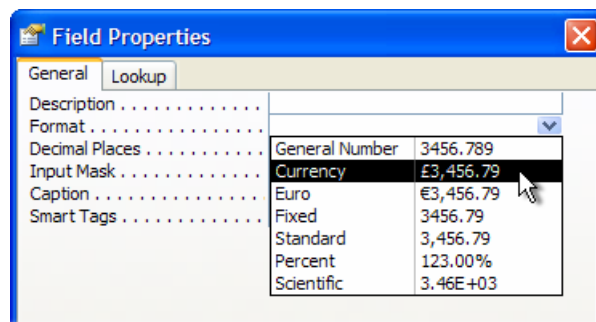 Field Properties
General Lookup
Description . . . . . . . . . . . . .
Format . . . . . . . . . . . . . . . .
Decimal Places . . . . . . . . . . . General Number 3456.789
Input Mask . . . . . . . . . . . . . Currency £3,456.79
Caption . . . . . . . . . . . . . . . . Euro €3,456.79
Smart Tags . . . . . . . . . . . . . Fixed 3456.79
Standard 3,456.79
Percent 123.00%
Scientific 3.46E+03